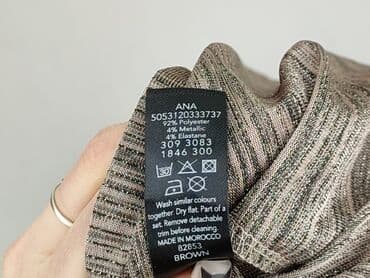 ANA
5053120333737
92% Polyester
4% Metallic
4% Elastane
309 3083
1846 300
30
Wash similar colours
together. Dry flat. Part of a
set. Remove detachable
trim before cleaning.
MADE IN MOROCCO
82853
BROWN